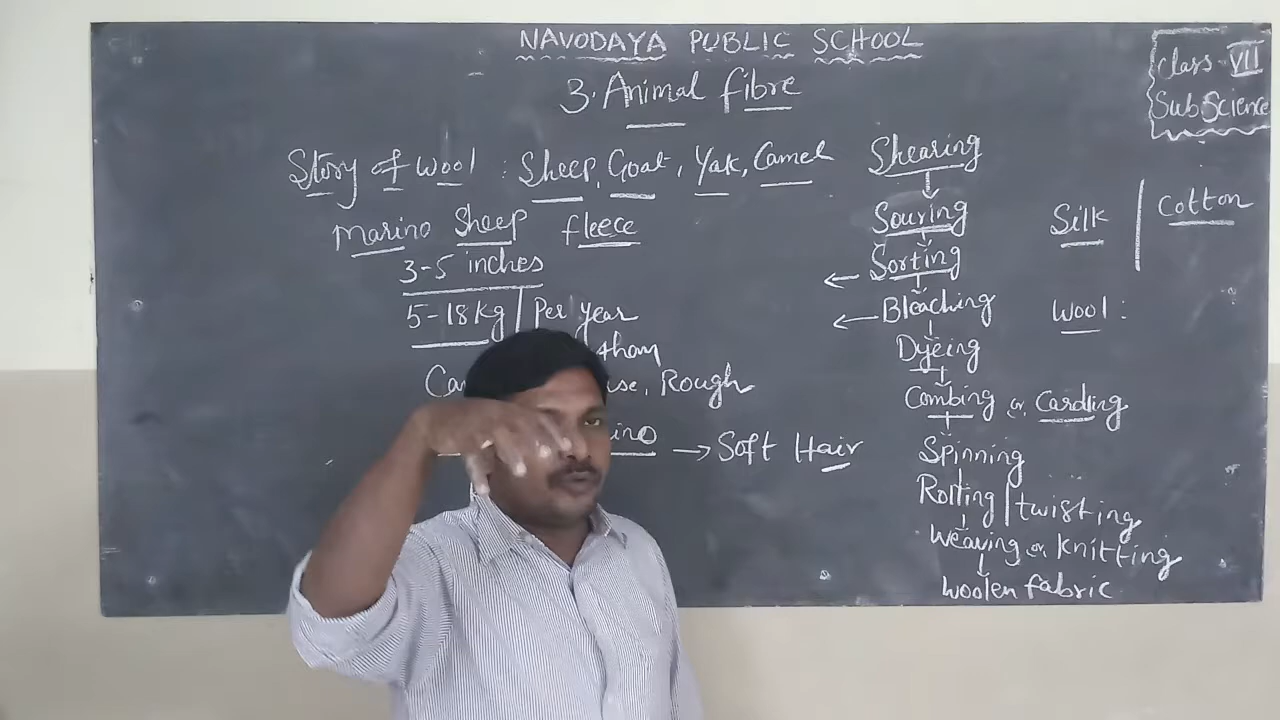 NAVODAYA PUBLIC SCHOOL
3. Animal fibre
Class - VII
Sub Science
Story of Wool : Sheep, Goat, Yak, Camel
Marino Sheep fleece
3-5 inches
5-18 Kg | Per year
Rough
→ Soft Hair
Shearing
↓
Souring
↓
Sorting
↓
Bleaching
↓
Dyeing
↓
Combing or Carding
↓
Spinning
↓
Rolling / twisting
↓
Weaving or Knitting
↓
Woolen fabric
Silk | Cotton
Wool :